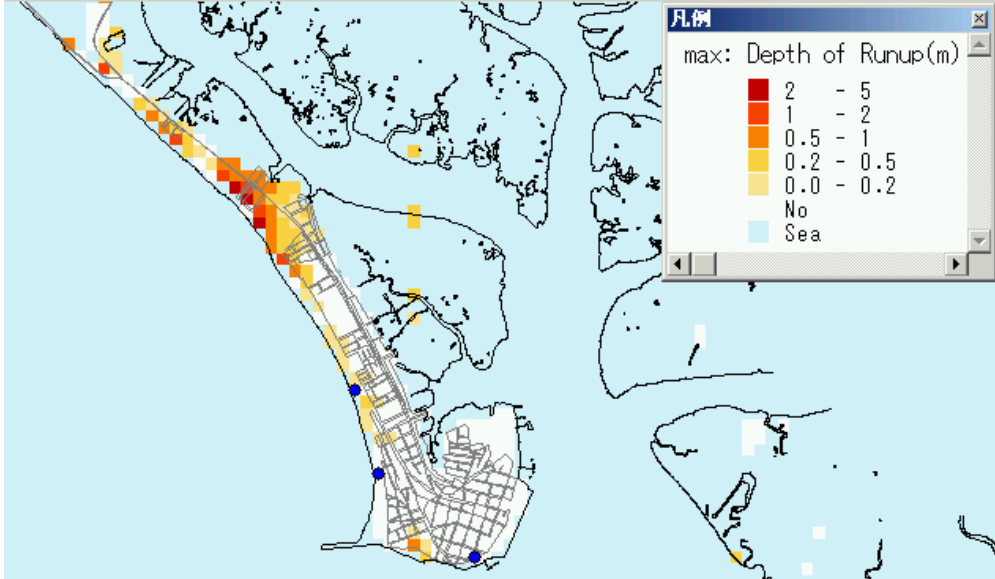 凡例
max: Depth of Runup(m)
2 - 5
1 - 2
0.5 - 1
0.2 - 0.5
0.0 - 0.2
No
Sea